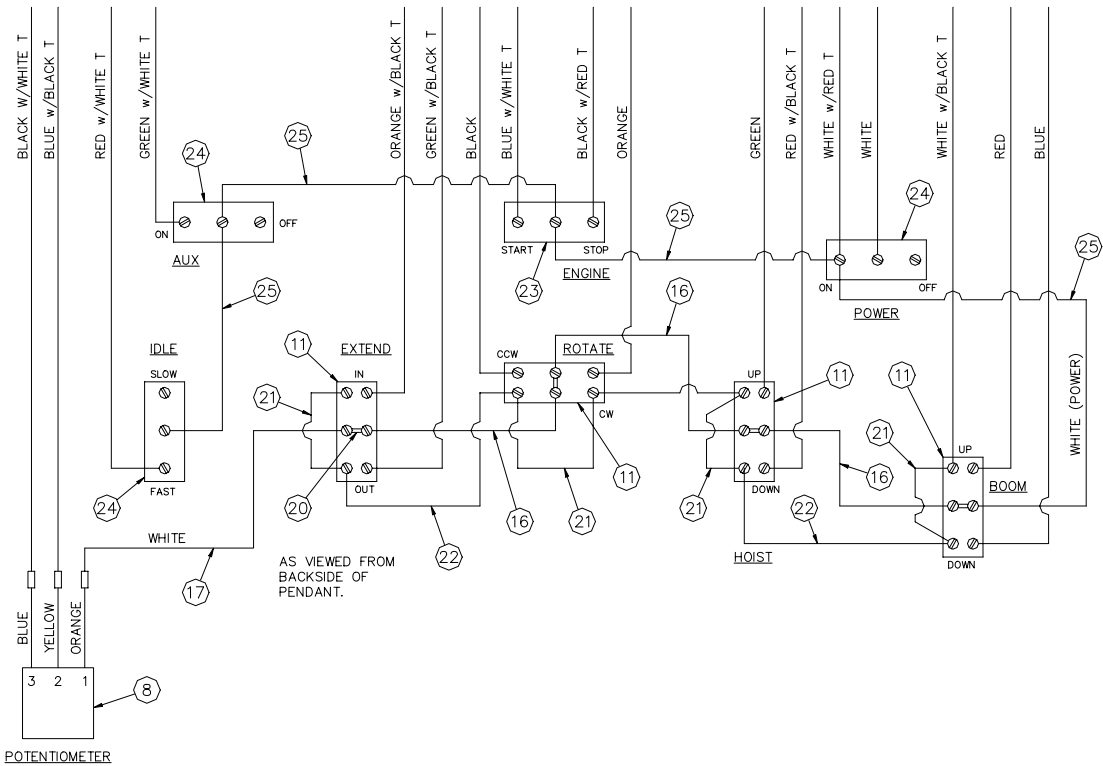 BLACK w/WHITE T
BLUE w/BLACK T
RED w/WHITE T
GREEN w/WHITE T
ORANGE w/BLACK T
GREEN w/BLACK T
BLACK
BLUE w/WHITE T
BLACK w/RED T
ORANGE
GREEN
RED w/BLACK T
WHITE w/RED T
WHITE
WHITE w/BLACK T
RED
BLUE
24
25
ON
OFF
AUX
START
STOP
ENGINE
23
25
24
ON
OFF
POWER
25
25
16
IDLE
SLOW
FAST
24
11
EXTEND
IN
OUT
21
20
CCW
ROTATE
CW
11
16
21
22
UP
DOWN
HOIST
11
21
16
22
11
21
UP
BOOM
DOWN
WHITE (POWER)
WHITE
17
AS VIEWED FROM
BACKSIDE OF
PENDANT.
BLUE
YELLOW
ORANGE
3 2 1
8
POTENTIOMETER